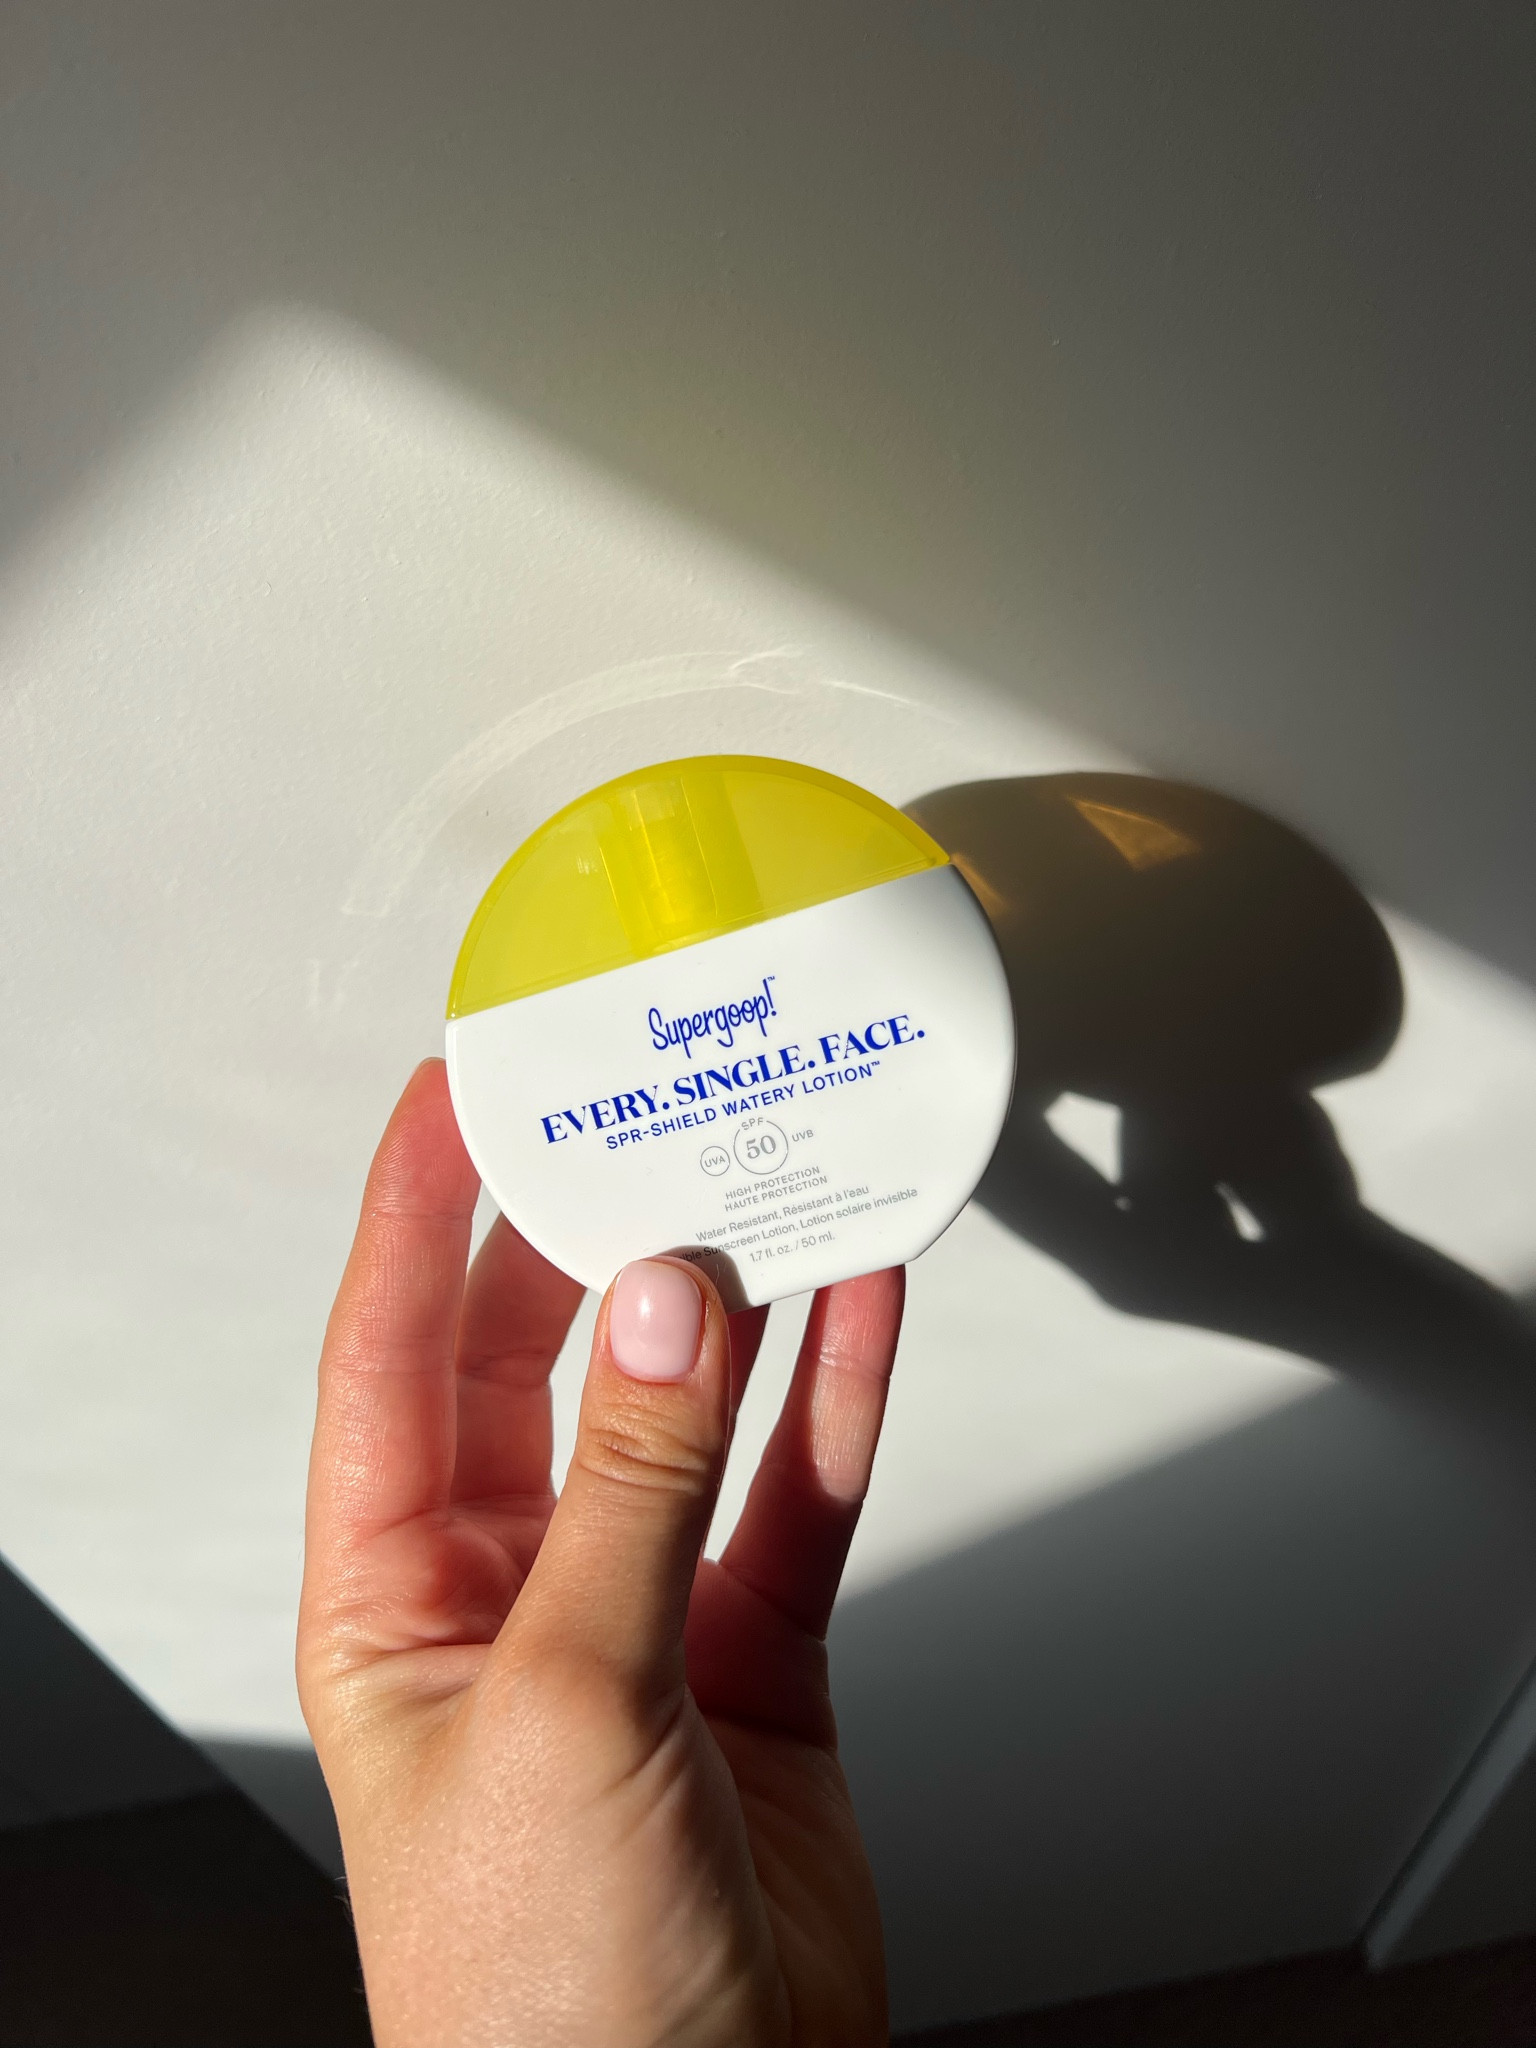 Supergoop!™
EVERY. SINGLE. FACE.
SPR-SHIELD WATERY LOTION™
UVA SPF 50 UVB
HIGH PROTECTION
HAUTE PROTECTION
Water Resistant, Résistant à l'eau
Sunscreen Lotion, Lotion solaire invisible
1.7 fl. oz. / 50 ml.